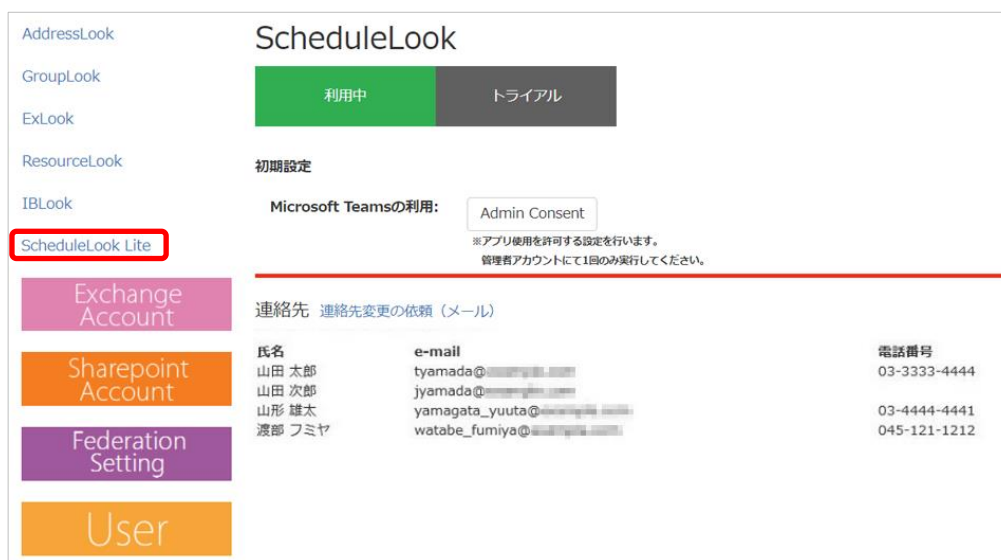 AddressLook
GroupLook
ExLook
ResourceLook
IBLook
ScheduleLook Lite
Exchange
Account
Sharepoint
Account
Federation
Setting
User
ScheduleLook
利用中 トライアル
初期設定
Microsoft Teamsの利用: Admin Consent
※アプリ使用を許可する設定を行います。
管理者アカウントにて1回のみ実行してください。
連絡先 連絡先変更の依頼（メール）
氏名 e-mail 電話番号
山田 太郎 tyamada@ 03-3333-4444
山田 次郎 jyamada@
山形 雄太 yamagata_yuuta@ 03-4444-4441
渡部 フミヤ watabe_fumiya@ 045-121-1212